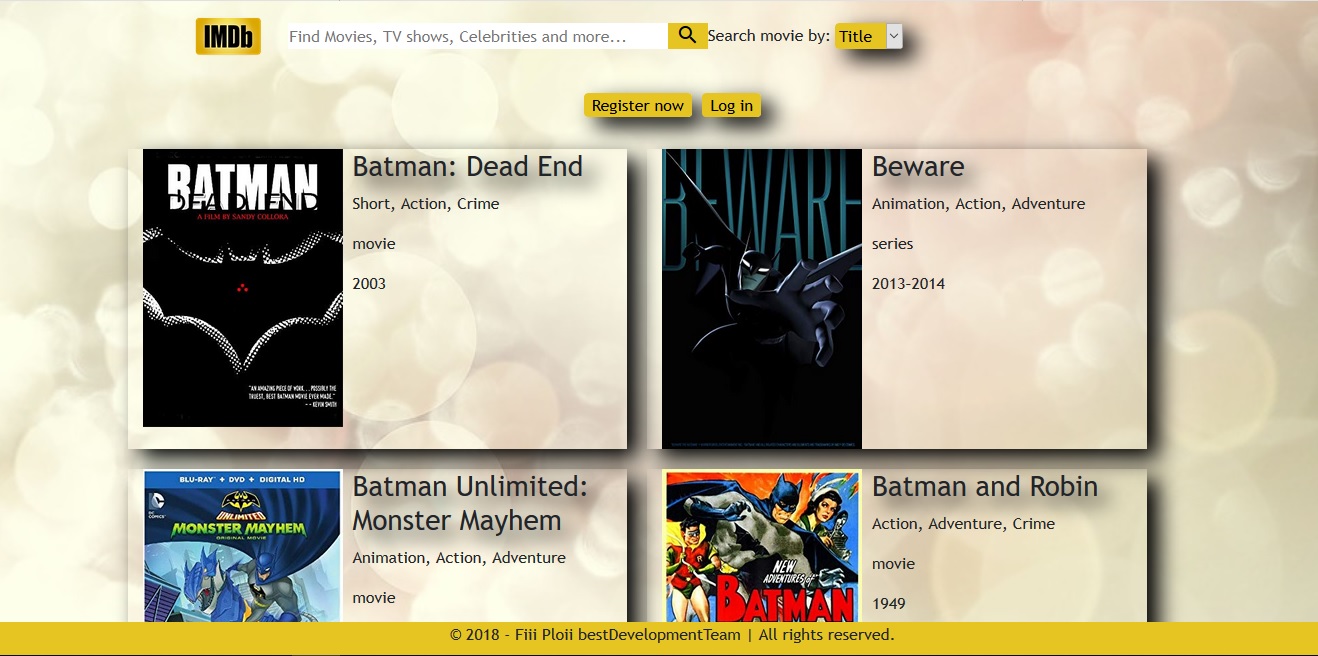 IMDb
Find Movies, TV shows, Celebrities and more...
Search movie by: Title
Register now
Log in
BATMAN
DEAD END
A FILM BY SANDY COLLORA
"AN AMAZING PIECE OF WORK. . . POSSIBLY THE
TRUEST, BEST BATMAN MOVIE EVER MADE."
-- KEVIN SMITH
Batman: Dead End
Short, Action, Crime
movie
2003
BEWARE
Beware
Animation, Action, Adventure
series
2013-2014
BLU-RAY + DVD + DIGITAL HD
DC
COMICS
UNLIMITED
MONSTER MAYHEM
ORIGINAL MOVIE
Batman Unlimited:
Monster Mayhem
Animation, Action, Adventure
movie
NEW
ADVENTURES of
BATMAN
Batman and Robin
Action, Adventure, Crime
movie
1949
© 2018 - Fiii Ploii bestDevelopmentTeam | All rights reserved.